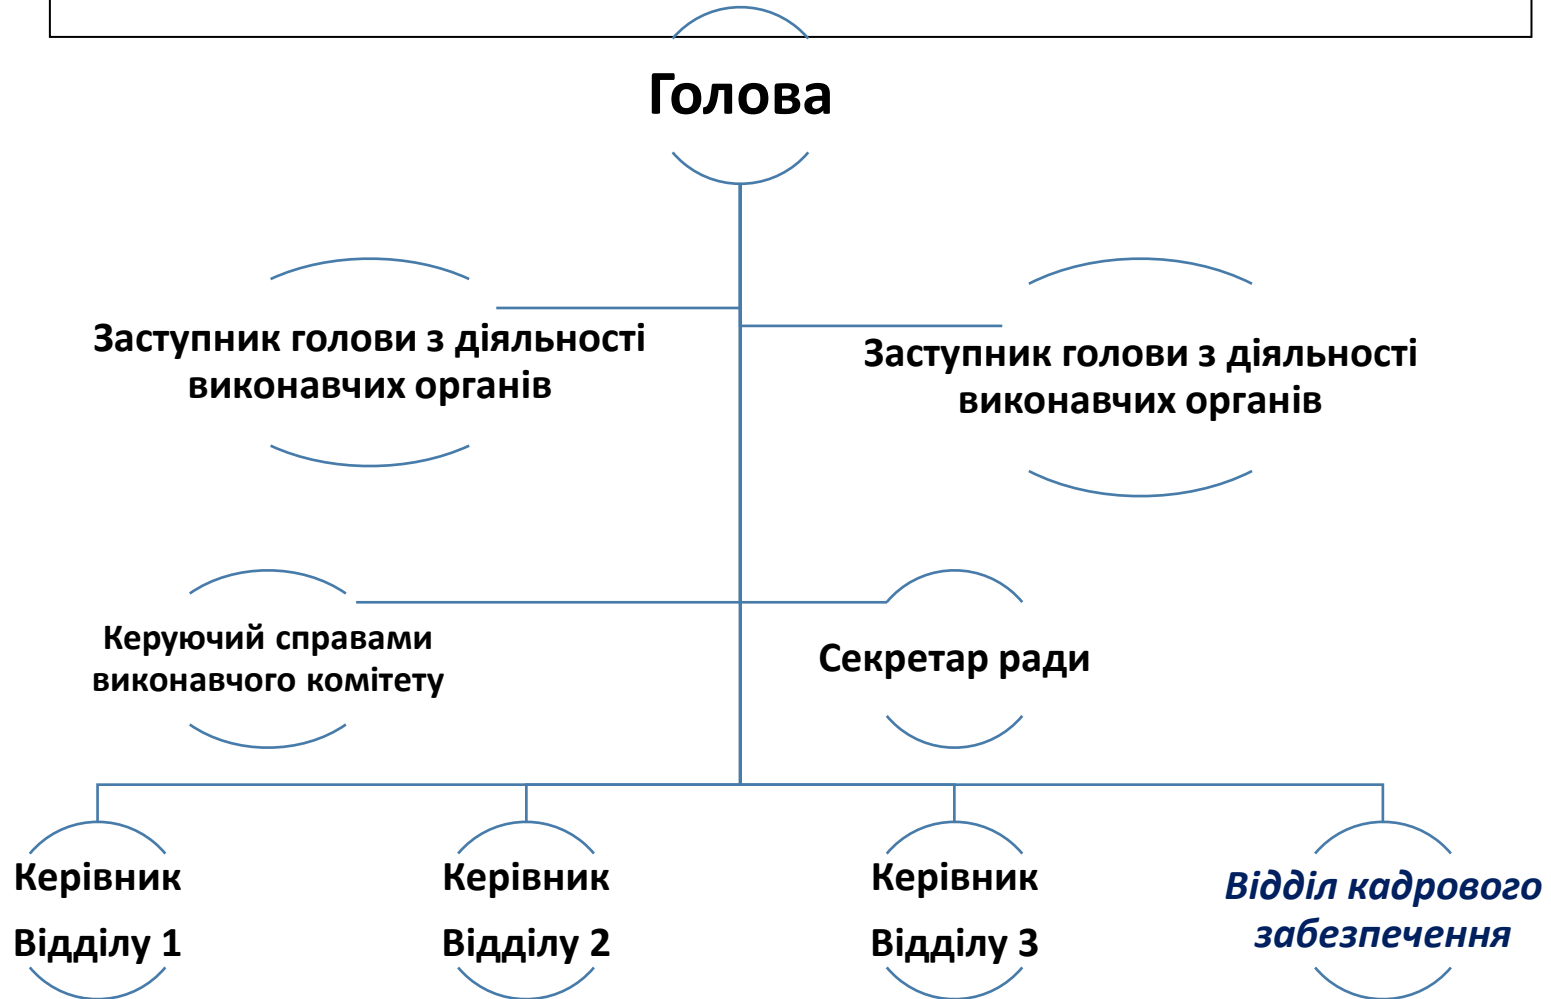 Голова
Заступник голови з діяльності
виконавчих органів
Заступник голови з діяльності
виконавчих органів
Керуючий справами
виконавчого комітету
Секретар ради
Керівник
Відділу 1
Керівник
Відділу 2
Керівник
Відділу 3
Відділ кадрового
забезпечення